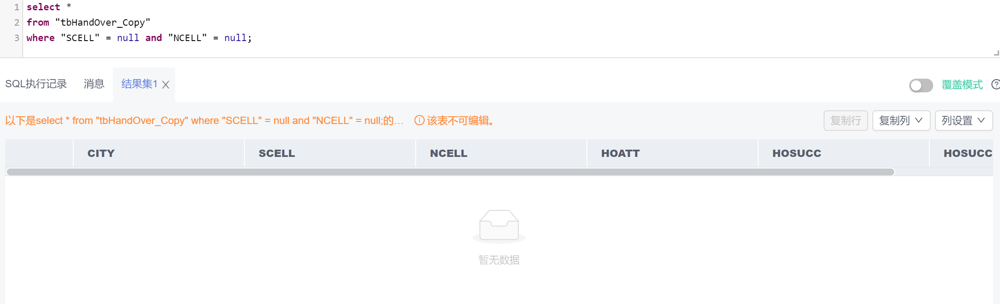 1 select *
2 from "tbHandOver_Copy"
3 where "SCELL" = null and "NCELL" = null;
SQL执行记录 消息 结果集1 X 覆盖模式 ?
以下是select * from "tbHandOver_Copy" where "SCELL" = null and "NCELL" = null;的... 该表不可编辑。 复制行 复制列 列设置
CITY SCELL NCELL HOATT HOSUCC HOSUCC
暂无数据